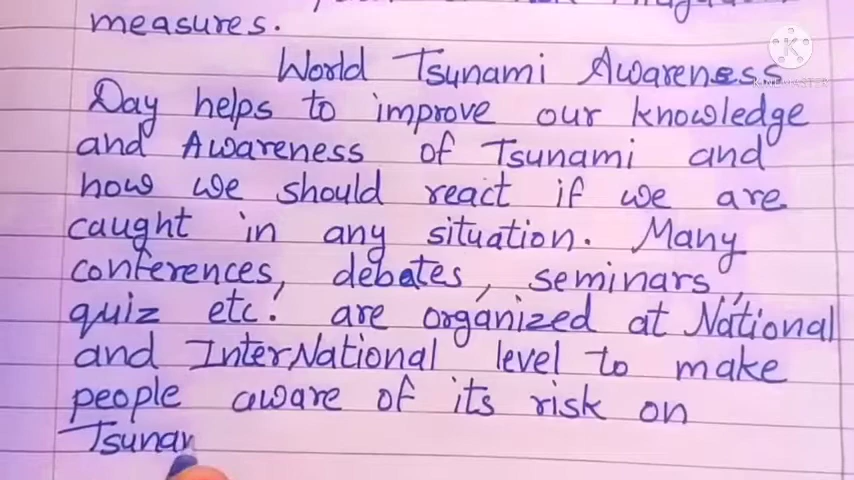 measures.
World Tsunami Awareness
Day helps to improve our knowledge
and Awareness of Tsunami and
how we should react if we are
caught in any situation. Many
conferences, debates, seminars,
quiz etc. are organized at National
and InterNational level to make
people aware of its risk on
Tsunan
KINEMASTER